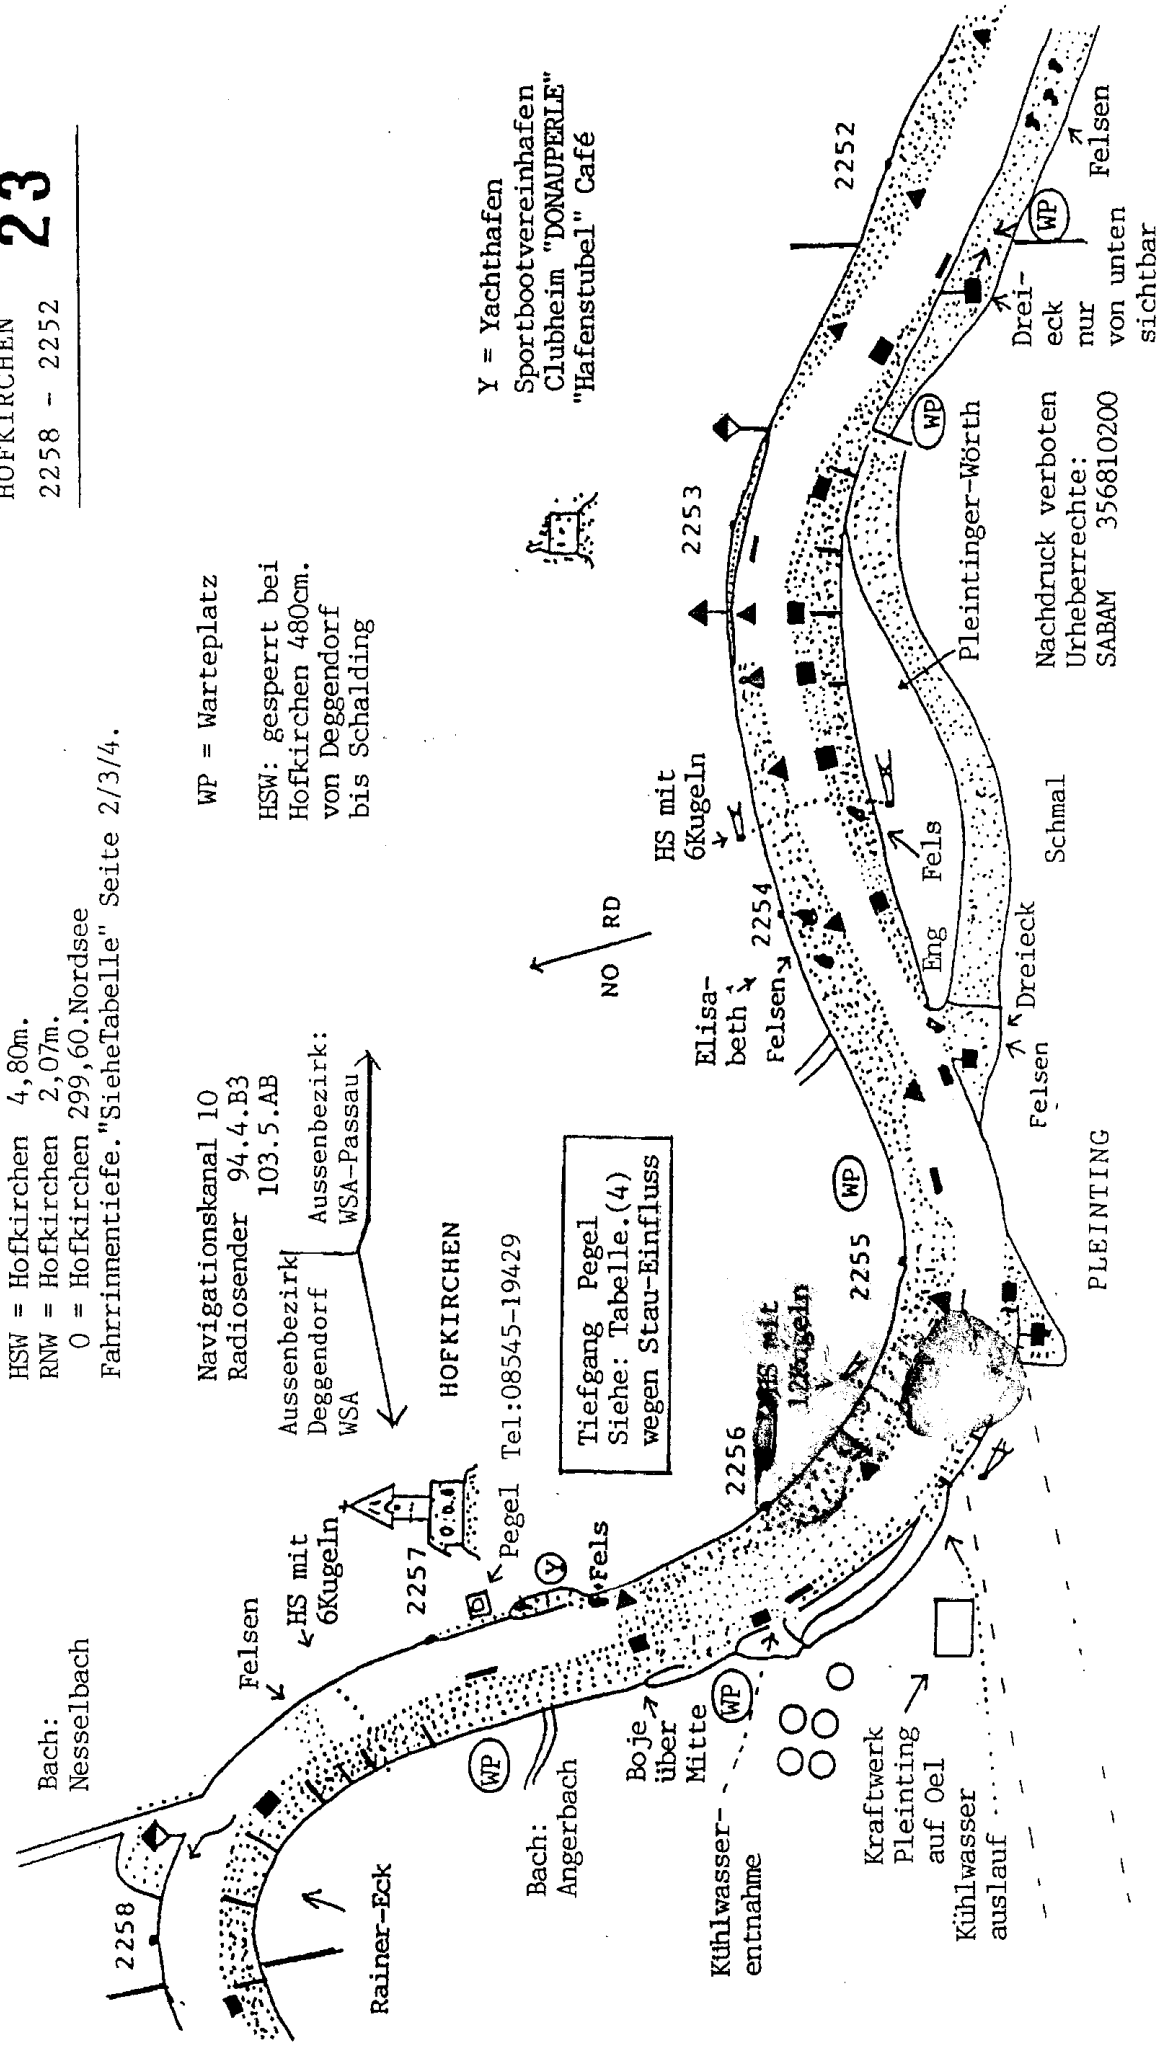 HOFKIRCHEN 23
2258 - 2252
HSW = Hofkirchen 4,80m.
RNW = Hofkirchen 2,07m.
O = Hofkirchen 299,60.Nordsee
Fahrrinnentiefe."SieheTabelle" Seite 2/3/4.
WP = Warteplatz
HSW: gesperrt bei
Hofkirchen 480cm.
von Deggendorf
bis Schalding
Y = Yachthafen
Sportbootvereinhafen
Clubheim "DONAUPERLE"
"Hafenstubel" Café
Navigationskanal 10
Radiosender 94.4.B3
103.5.AB
Aussenbezirk
Deggendorf
WSA
Aussenbezirk:
WSA-Passau
HOFKIRCHEN
Pegel Tel:08545-19429
Tiefgang Pegel
Siehe: Tabelle.(4)
wegen Stau-Einfluss
NO RD
Bach:
Nesselbach
Felsen
HS mit
6Kugeln
2258
2257
Y
Fels
2256
HS mit
12Kugeln
2255
WP
Elisa-
beth
Felsen
2254
HS mit
6Kugeln
2253
2252
Rainer-Eck
WP
Bach:
Angerbach
Boje
über
Mitte
WP
Kühlwasser-
entnahme
Kraftwerk
Pleinting
auf Oel
Kühlwasser
auslauf
PLEINTING
Felsen
Dreieck
Eng
Fels
Schmal
Pleintinger-Wörth
WP
Drei-
eck
nur
von unten
sichtbar
WP
Felsen
Nachdruck verboten
Urheberrechte:
SABAM 356810200